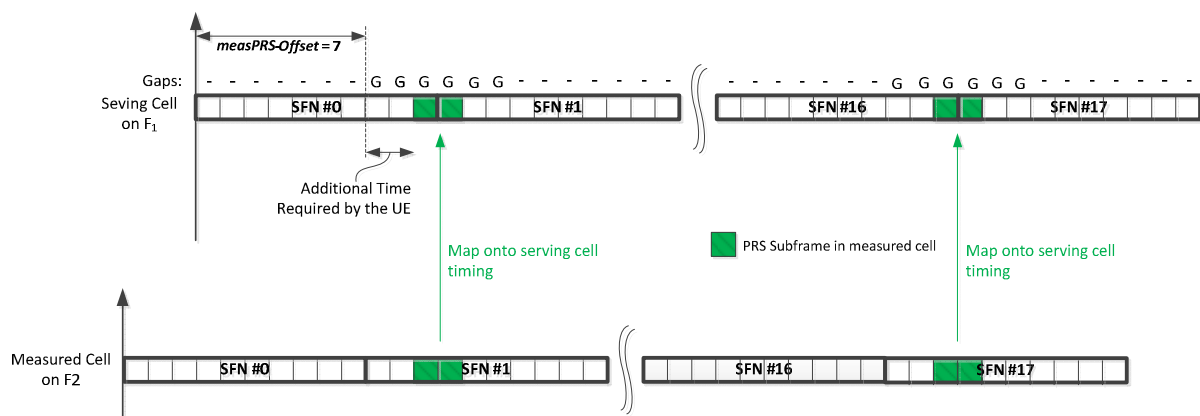 measPRS-Offset = 7
Gaps: - - - - - - - G G G G G G - - - - - - - - - - - - - - G G G G G G - - - - - - -
Seving Cell
on F1
SFN #0 SFN #1 SFN #16 SFN #17
Additional Time
Required by the UE
Map onto serving cell
timing
PRS Subframe in measured cell
Map onto serving cell
timing
Measured Cell
on F2
SFN #0 SFN #1 SFN #16 SFN #17